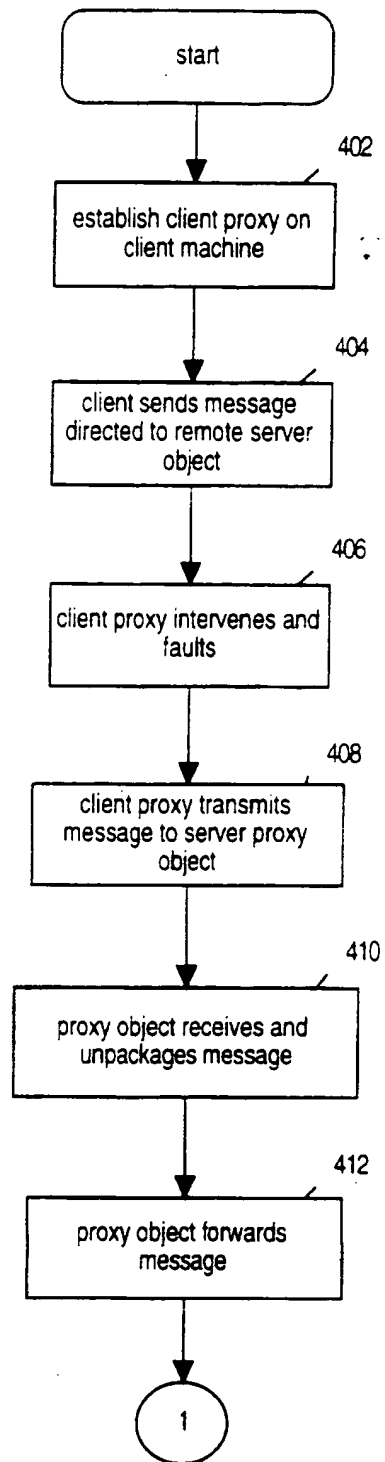 start
402
establish client proxy on
client machine
404
client sends message
directed to remote server
object
406
client proxy intervenes and
faults
408
client proxy transmits
message to server proxy
object
410
proxy object receives and
unpackages message
412
proxy object forwards
message
1